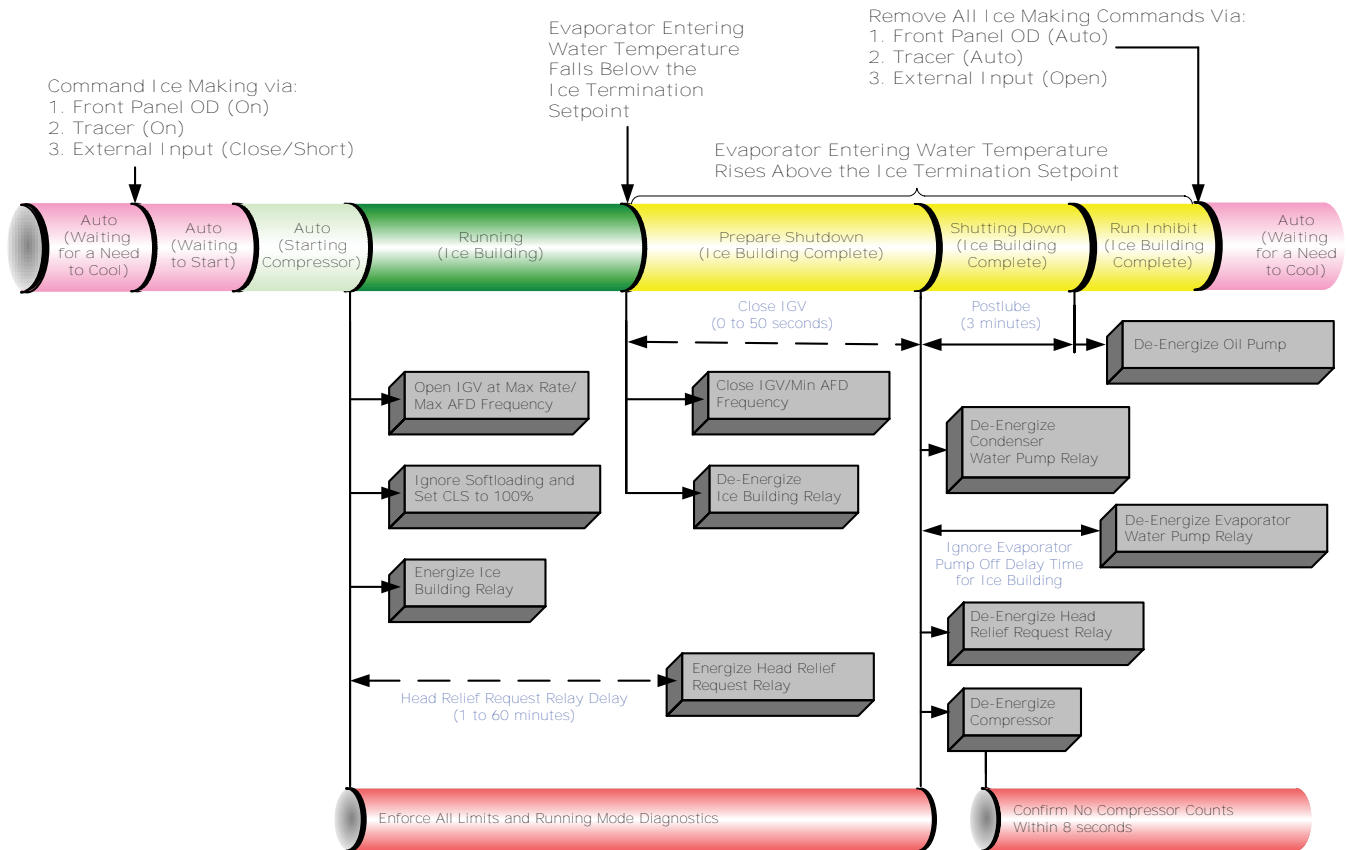 Command Ice Making via:
1. Front Panel OD (On)
2. Tracer (On)
3. External Input (Close/Short)
Evaporator Entering
Water Temperature
Falls Below the
Ice Termination
Setpoint
Remove All Ice Making Commands Via:
1. Front Panel OD (Auto)
2. Tracer (Auto)
3. External Input (Open)
Evaporator Entering Water Temperature
Rises Above the Ice Termination Setpoint
Auto
(Waiting
for a Need
to Cool)
Auto
(Waiting
to Start)
Auto
(Starting
Compressor)
Running
(Ice Building)
Prepare Shutdown
(Ice Building Complete)
Shutting Down
(Ice Building
Complete)
Run Inhibit
(Ice Building
Complete)
Auto
(Waiting
for a Need
to Cool)
Close IGV
(0 to 50 seconds)
Postlube
(3 minutes)
De-Energize Oil Pump
Open IGV at Max Rate/
Max AFD Frequency
Close IGV/Min AFD
Frequency
De-Energize
Condenser
Water Pump Relay
Ignore Softloading and
Set CLS to 100%
De-Energize
Ice Building Relay
De-Energize Evaporator
Water Pump Relay
Ignore Evaporator
Pump Off Delay Time
for Ice Building
Energize Ice
Building Relay
De-Energize Head
Relief Request Relay
Energize Head Relief
Request Relay
Head Relief Request Relay Delay
(1 to 60 minutes)
De-Energize
Compressor
Enforce All Limits and Running Mode Diagnostics
Confirm No Compressor Counts
Within 8 seconds